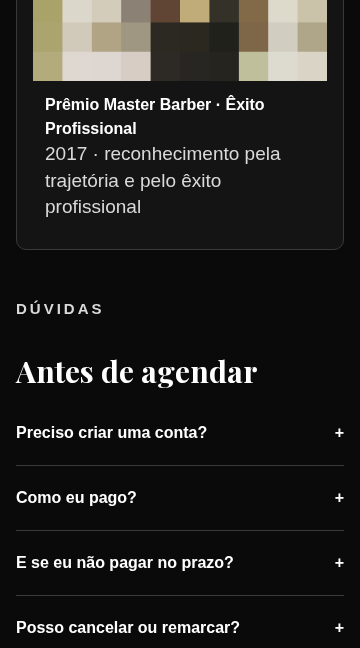 Prêmio Master Barber · Êxito
Profissional
2017 · reconhecimento pela
trajetória e pelo êxito
profissional
DÚVIDAS
Antes de agendar
Preciso criar uma conta? +
Como eu pago? +
E se eu não pagar no prazo? +
Posso cancelar ou remarcar? +